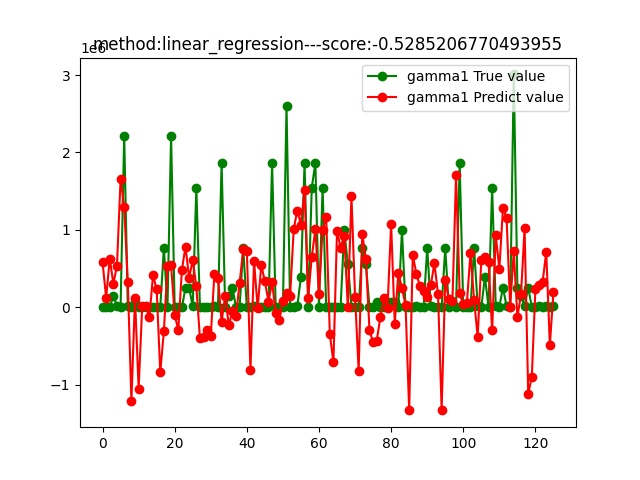 method:linear_regression---score:-0.5285206770493955
1e6
gamma1 True value
gamma1 Predict value
3
2
1
0
−1
0 20 40 60 80 100 120